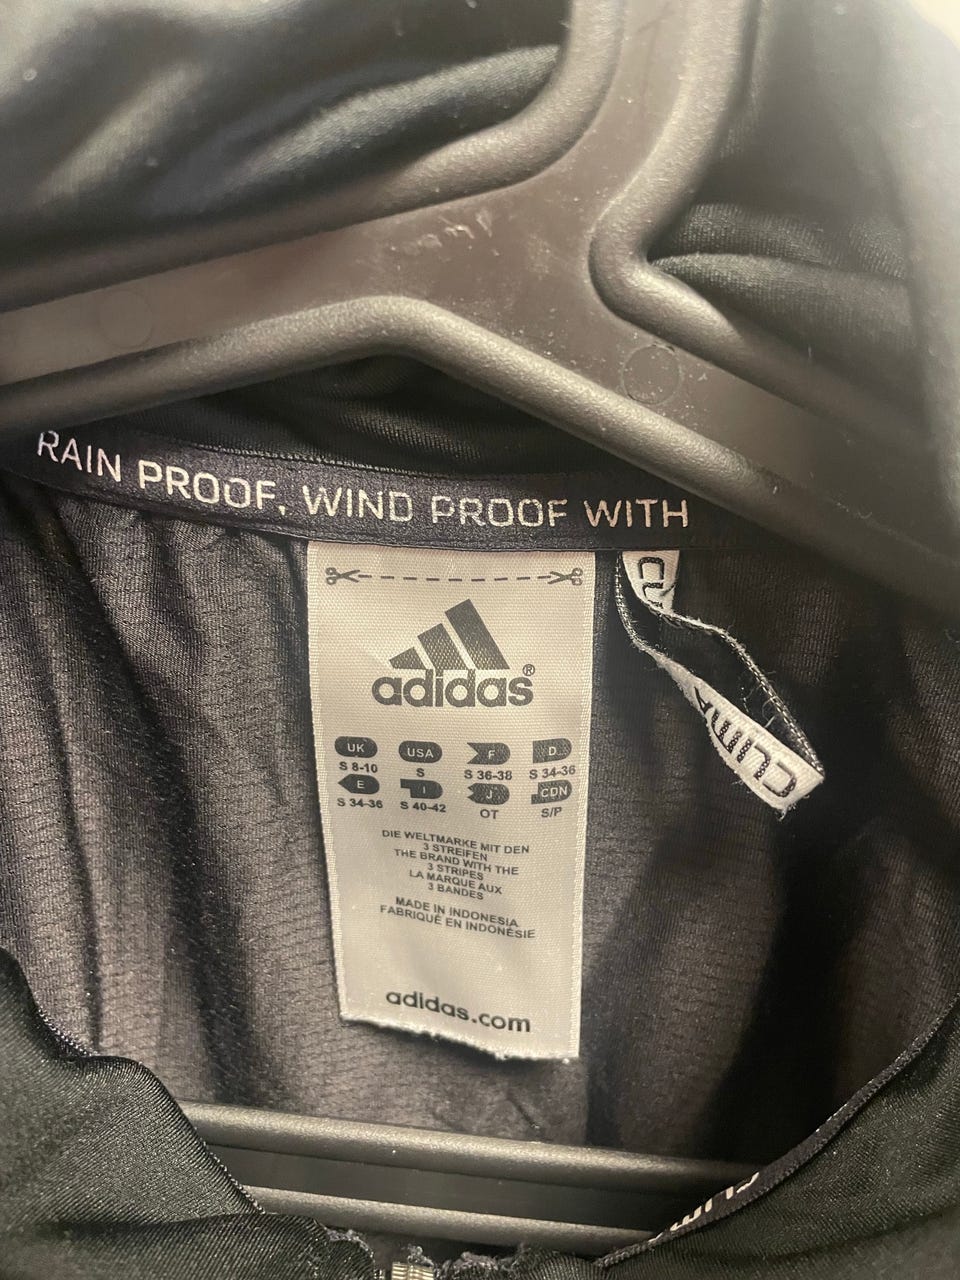 RAIN PROOF, WIND PROOF WITH
adidas®
UK USA F D
S 8-10 S S 36-38 S 34-36
E I J CDN
S 34-36 S 40-42 OT S/P
DIE WELTMARKE MIT DEN
3 STREIFEN
THE BRAND WITH THE
3 STRIPES
LA MARQUE AUX
3 BANDES
MADE IN INDONESIA
FABRIQUÉ EN INDONÉSIE
adidas.com
CLIMA